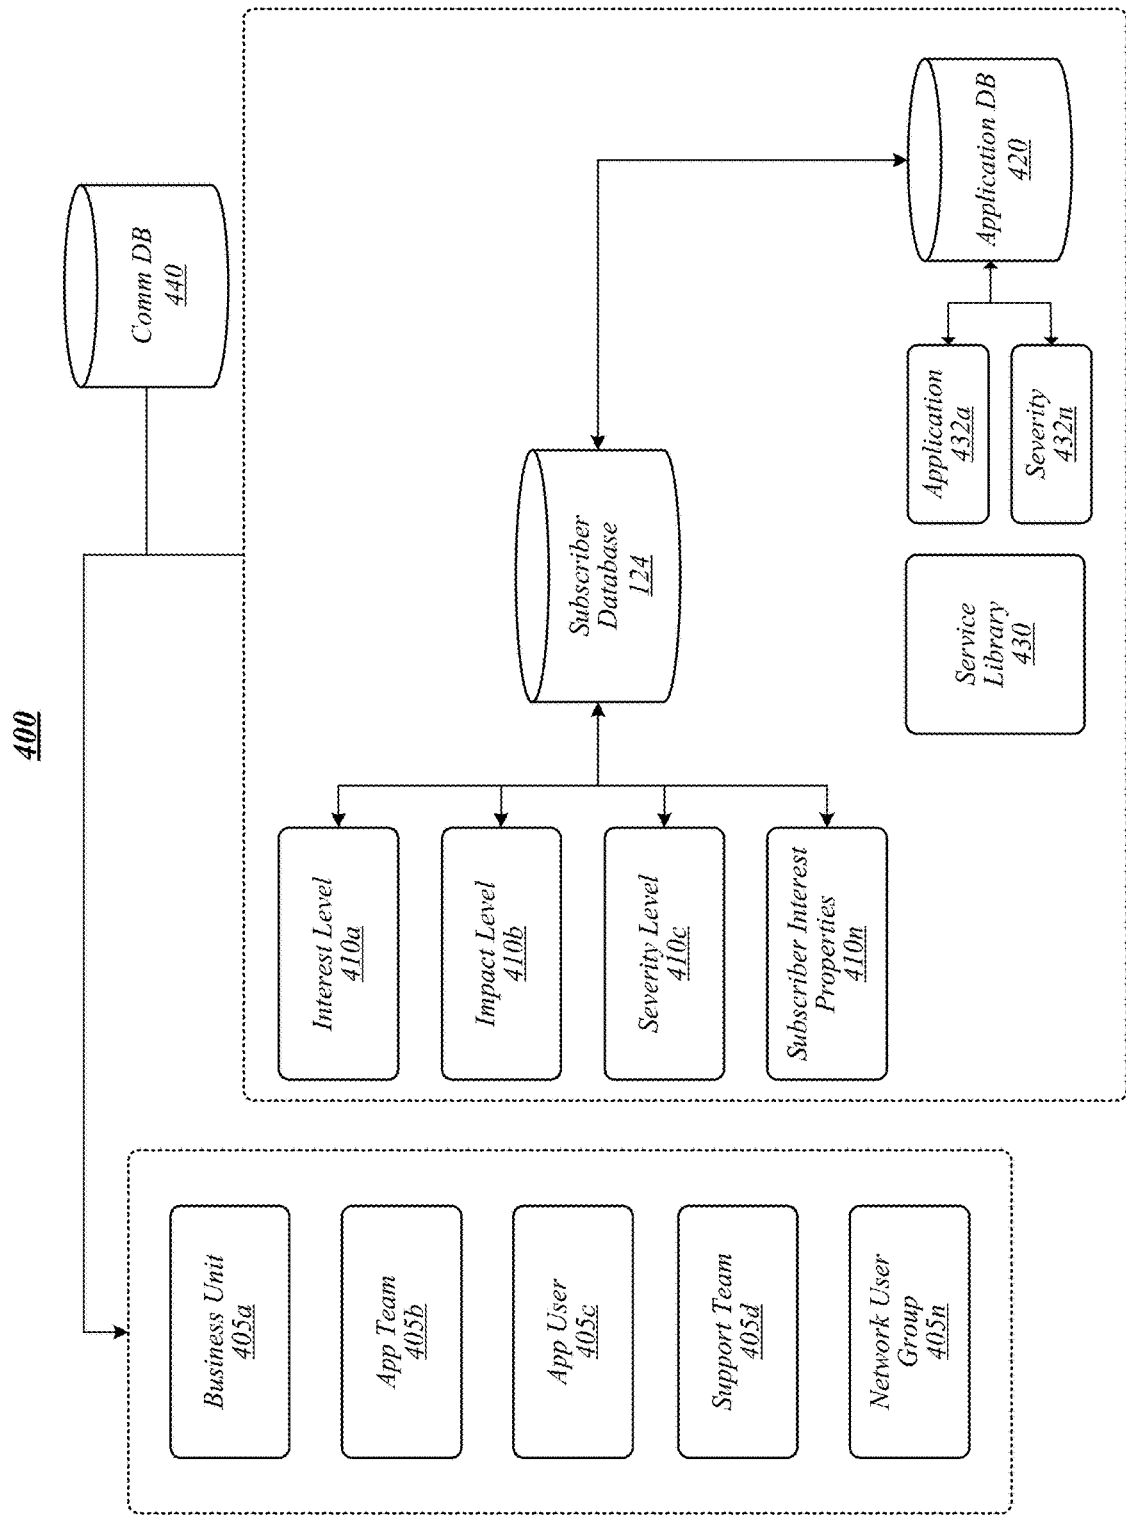 400
Business Unit
405a
App Team
405b
App User
405c
Support Team
405d
Network User
Group
405n
Interest Level
410a
Impact Level
410b
Severity Level
410c
Subscriber Interest
Properties
410n
Subscriber
Database
124
Comm DB
440
Application DB
420
Application
432a
Severity
432n
Service
Library
430